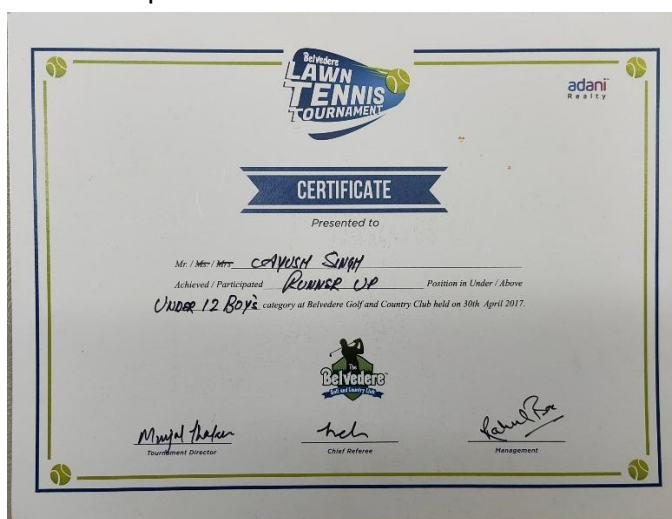 Belvedere
LAWN
TENNIS
TOURNAMENT
adani
Realty
CERTIFICATE
Presented to
Mr. / Ms. / Mrs AYUSH SINGH
Achieved / Participated RUNNER UP Position in Under / Above
UNDER 12 BOY'S category at Belvedere Golf and Country Club held on 30th April 2017.
The
Belvedere
Golf and Country Club
Tournament Director Chief Referee Management